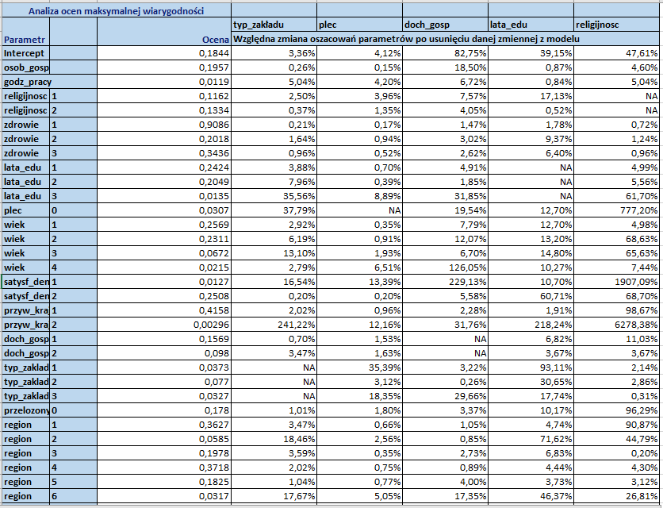 Analiza ocen maksymalnej wiarygodności
typ_zakładu plec doch_gosp lata_edu religijnosc
Parametr Ocena Względna zmiana oszacowań parametrów po usunięciu danej zmiennej z modelu
Intercept 0,1844 3,36% 4,12% 82,75% 39,15% 47,61%
osob_gosp 0,1957 0,26% 0,15% 18,50% 0,87% 4,60%
godz_pracy 0,0119 5,04% 4,20% 6,72% 0,84% 5,04%
religijnosc 1 0,1162 2,50% 3,96% 7,57% 17,13% NA
religijnosc 2 0,1334 0,37% 1,35% 4,05% 0,52% NA
zdrowie 1 0,9086 0,21% 0,17% 1,47% 1,78% 0,72%
zdrowie 2 0,2018 1,64% 0,94% 3,02% 9,37% 1,24%
zdrowie 3 0,3436 0,96% 0,52% 2,62% 6,40% 0,96%
lata_edu 1 0,2424 3,88% 0,70% 4,91% NA 4,99%
lata_edu 2 0,2049 7,96% 0,39% 1,85% NA 5,56%
lata_edu 3 0,0135 35,56% 8,89% 31,85% NA 61,70%
plec 0 0,0307 37,79% NA 19,54% 12,70% 777,20%
wiek 1 0,2569 2,92% 0,35% 7,79% 12,70% 4,98%
wiek 2 0,2311 6,19% 0,91% 12,07% 13,20% 68,63%
wiek 3 0,0672 13,10% 1,93% 6,70% 14,80% 65,63%
wiek 4 0,0215 2,79% 6,51% 126,05% 10,27% 7,44%
satysf_den 1 0,0127 16,54% 13,39% 229,13% 10,70% 1907,09%
satysf_den 2 0,2508 0,20% 0,20% 5,58% 60,71% 68,70%
przyw_kra 1 0,4158 2,02% 0,96% 2,28% 1,91% 98,67%
przyw_kra 2 0,00296 241,22% 12,16% 31,76% 218,24% 6278,38%
doch_gosp 1 0,1569 0,70% 1,53% NA 6,82% 11,03%
doch_gosp 2 0,098 3,47% 1,63% NA 3,67% 3,67%
typ_zaklad 1 0,0373 NA 35,39% 3,22% 93,11% 2,14%
typ_zaklad 2 0,077 NA 3,12% 0,26% 30,65% 2,86%
typ_zaklad 3 0,0327 NA 18,35% 29,66% 17,74% 0,31%
przelozony 0 0,178 1,01% 1,80% 3,37% 10,17% 96,29%
region 1 0,3627 3,47% 0,66% 1,05% 4,74% 90,87%
region 2 0,0585 18,46% 2,56% 0,85% 71,62% 44,79%
region 3 0,1978 3,59% 0,35% 2,73% 6,83% 0,20%
region 4 0,3718 2,02% 0,75% 0,89% 4,44% 4,30%
region 5 0,1825 1,04% 0,77% 4,00% 3,73% 3,12%
region 6 0,0317 17,67% 5,05% 17,35% 46,37% 26,81%